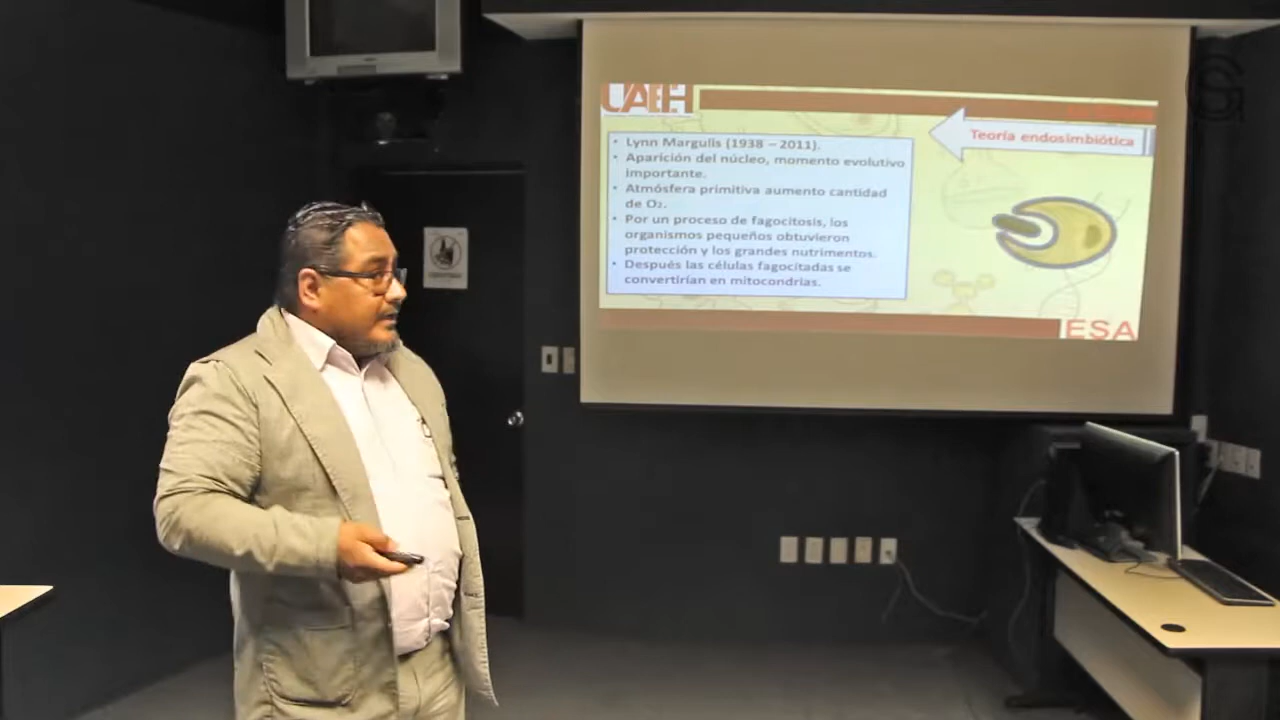 UAEH
Teoría endosimbiótica
• Lynn Margulis (1938 – 2011).
• Aparición del núcleo, momento evolutivo
importante.
• Atmósfera primitiva aumento cantidad
de O₂.
• Por un proceso de fagocitosis, los
organismos pequeños obtuvieron
protección y los grandes nutrimentos.
• Después las células fagocitadas se
convertirían en mitocondrias.
ESA